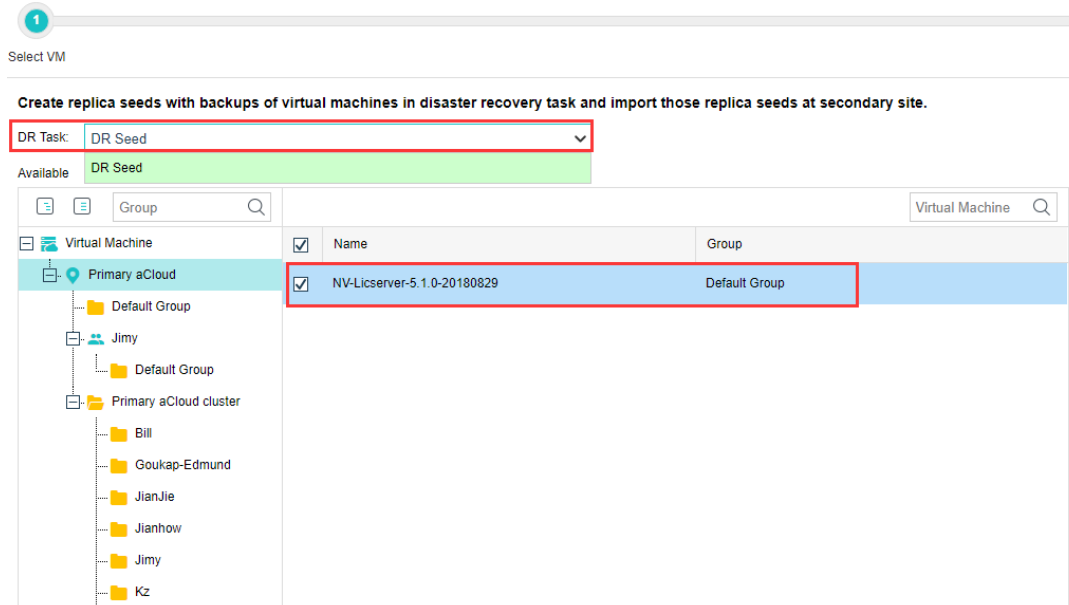 1
Select VM
Create replica seeds with backups of virtual machines in disaster recovery task and import those replica seeds at secondary site.
DR Task: DR Seed
DR Seed
Available
Group
Virtual Machine
Virtual Machine
Name Group
Primary aCloud
NV-Licserver-5.1.0-20180829 Default Group
Default Group
Jimy
Default Group
Primary aCloud cluster
Bill
Goukap-Edmund
JianJie
Jianhow
Jimy
Kz